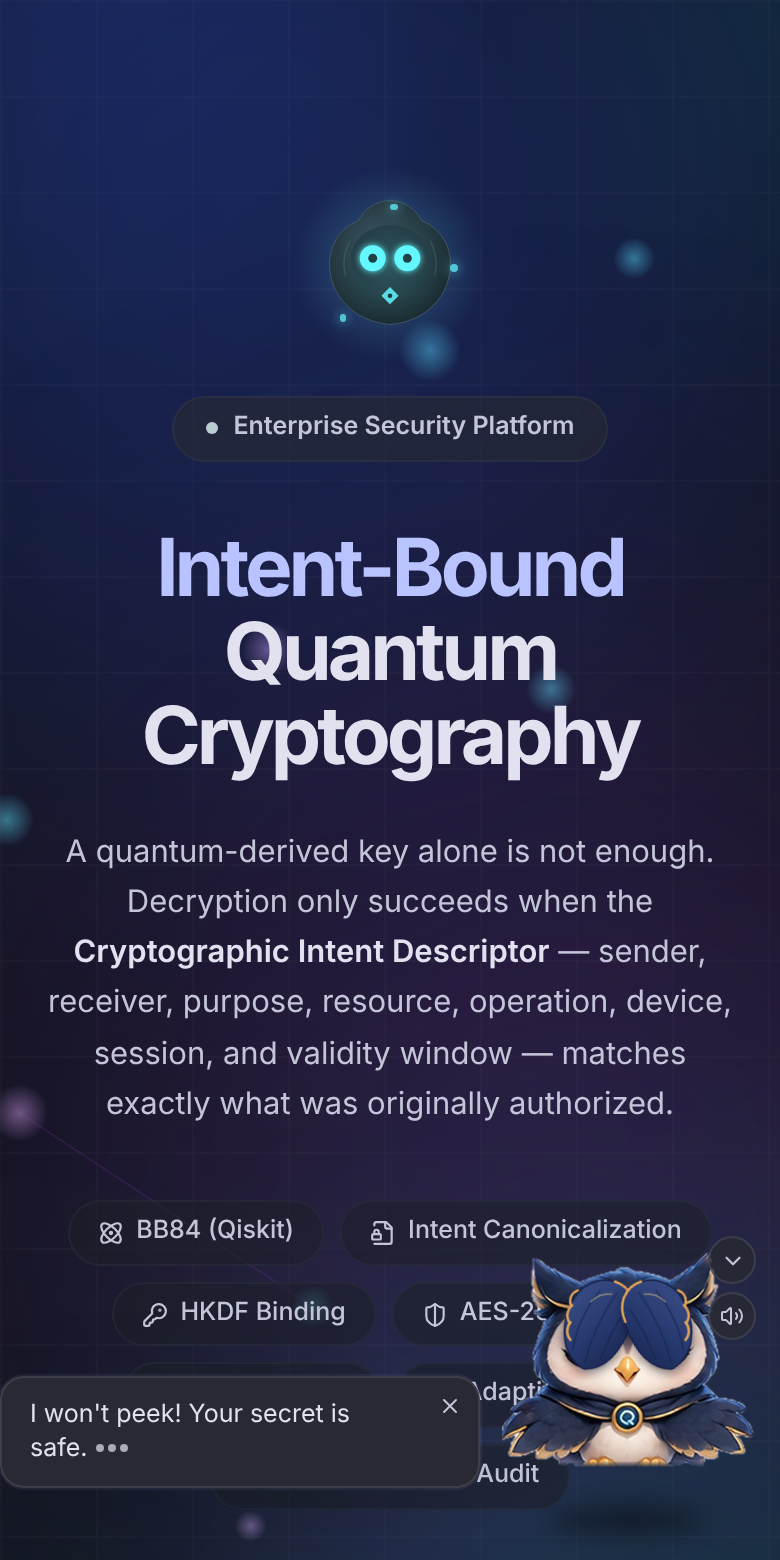 Enterprise Security Platform
Intent-Bound
Quantum
Cryptography
A quantum-derived key alone is not enough.
Decryption only succeeds when the
Cryptographic Intent Descriptor — sender,
receiver, purpose, resource, operation, device,
session, and validity window — matches
exactly what was originally authorized.
BB84 (Qiskit)
Intent Canonicalization
HKDF Binding
Audit
I won't peek! Your secret is
safe.
Q